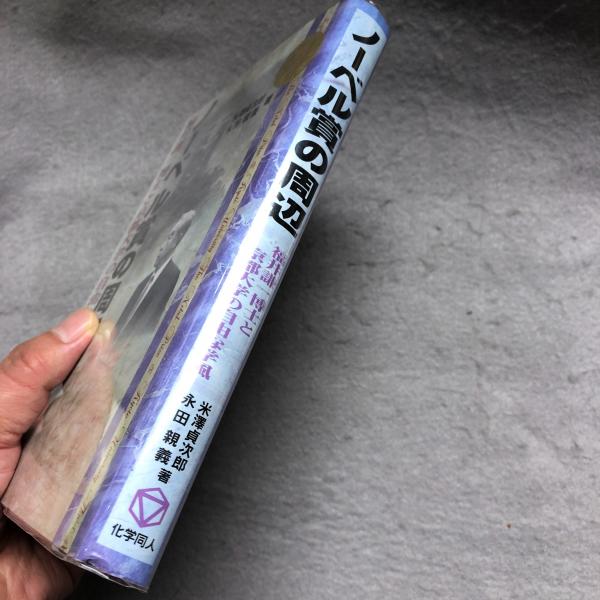 ノーベル賞の周辺
福井謙一博士と
京都大学の自由な学風
米澤貞次郎
永田親義著
化学同人